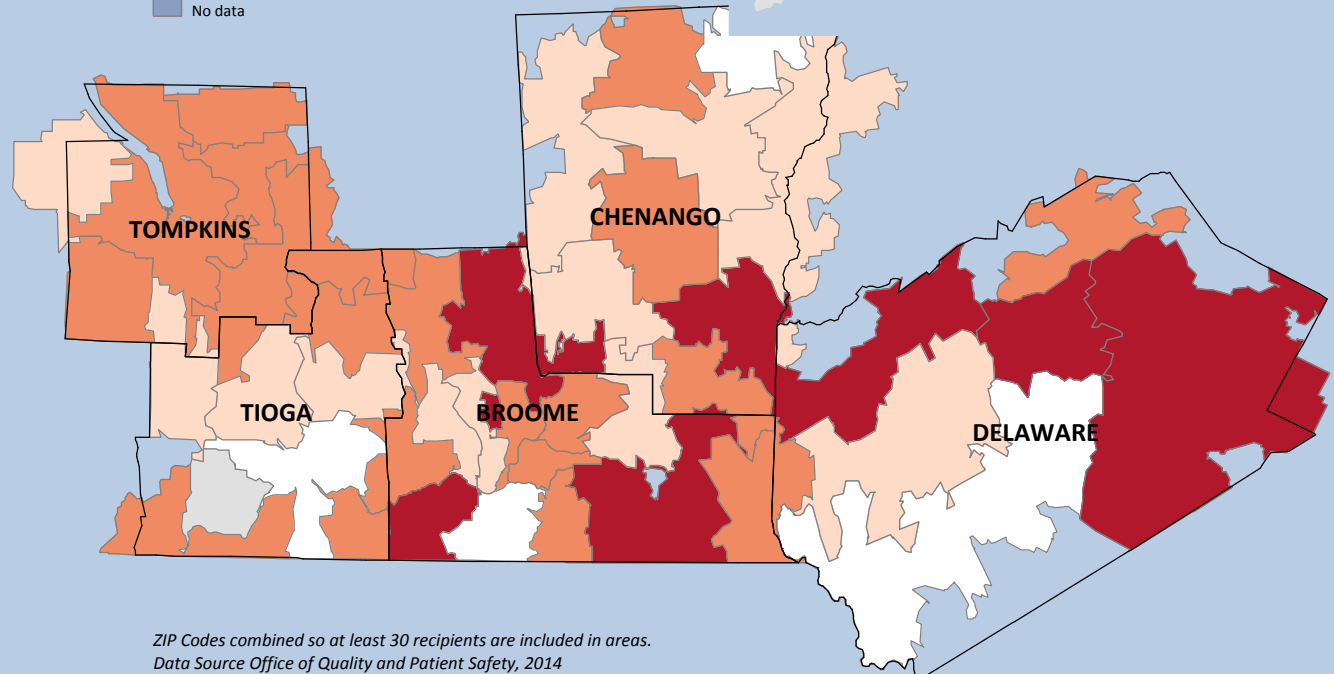 No data
CHENANGO
TOMPKINS
TIOGA
BROOME
DELAWARE
ZIP Codes combined so at least 30 recipients are included in areas.
Data Source Office of Quality and Patient Safety, 2014